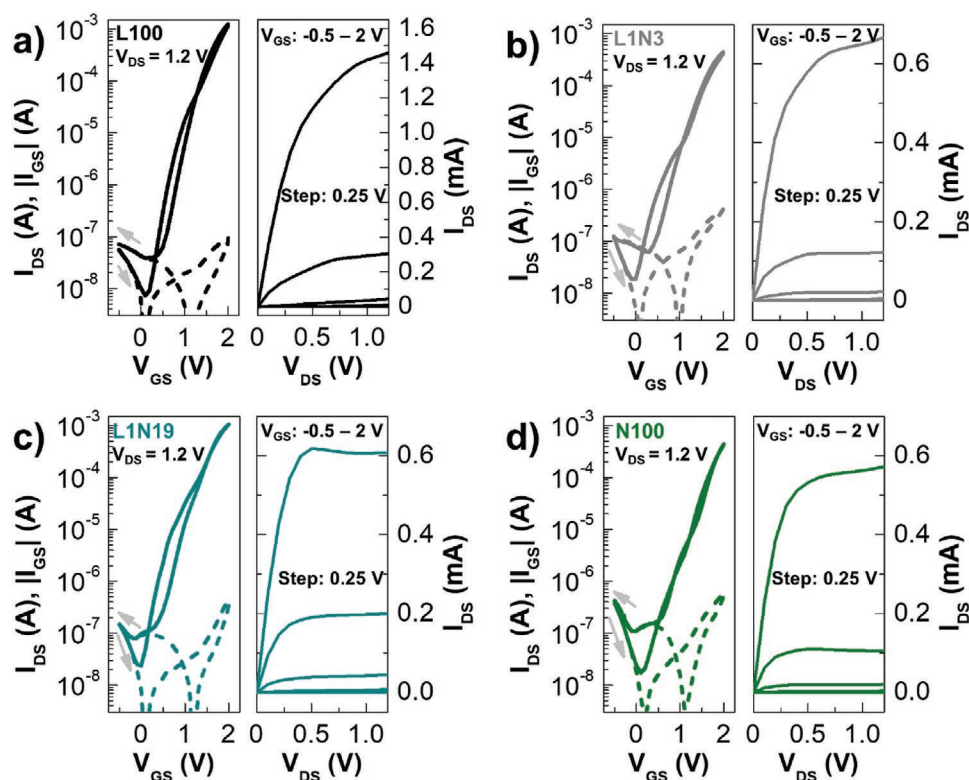 a)
L100
V_DS = 1.2 V
10^-3
10^-4
10^-5
10^-6
10^-7
10^-8
I_DS (A), |I_GS| (A)
0 1 2
V_GS (V)
V_GS: -0.5 – 2 V
Step: 0.25 V
1.6
1.4
1.2
1.0
0.8
0.6
0.4
0.2
0
I_DS (mA)
0 0.5 1.0
V_DS (V)
b)
L1N3
V_DS = 1.2 V
10^-3
10^-4
10^-5
10^-6
10^-7
10^-8
I_DS (A), |I_GS| (A)
0 1 2
V_GS (V)
V_GS: -0.5 – 2 V
Step: 0.25 V
0.6
0.4
0.2
0.0
I_DS (mA)
0 0.5 1.0
V_DS (V)
c)
L1N19
V_DS = 1.2 V
10^-3
10^-4
10^-5
10^-6
10^-7
10^-8
I_DS (A), |I_GS| (A)
0 1 2
V_GS (V)
V_GS: -0.5 – 2 V
Step: 0.25 V
0.6
0.4
0.2
0.0
I_DS (mA)
0 0.5 1.0
V_DS (V)
d)
N100
V_DS = 1.2 V
10^-3
10^-4
10^-5
10^-6
10^-7
10^-8
I_DS (A), |I_GS| (A)
0 1 2
V_GS (V)
V_GS: -0.5 – 2 V
Step: 0.25 V
0.6
0.4
0.2
0.0
I_DS (mA)
0 0.5 1.0
V_DS (V)